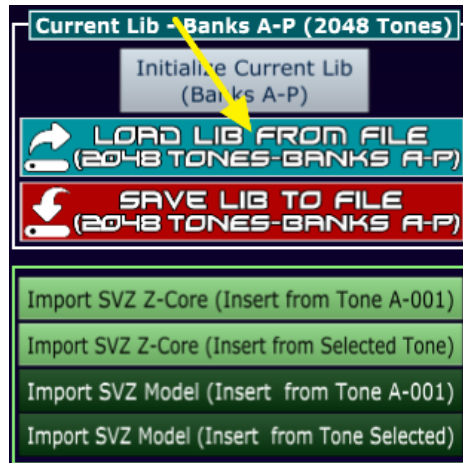 Current Lib - Banks A-P (2048 Tones)
Initialize Current Lib
(Banks A-P)
LOAD LIB FROM FILE
(2048 TONES-BANKS A-P)
SAVE LIB TO FILE
(2048 TONES-BANKS A-P)
Import SVZ Z-Core (Insert from Tone A-001)
Import SVZ Z-Core (Insert from Selected Tone)
Import SVZ Model (Insert  from Tone A-001)
Import SVZ Model (Insert  from Tone Selected)